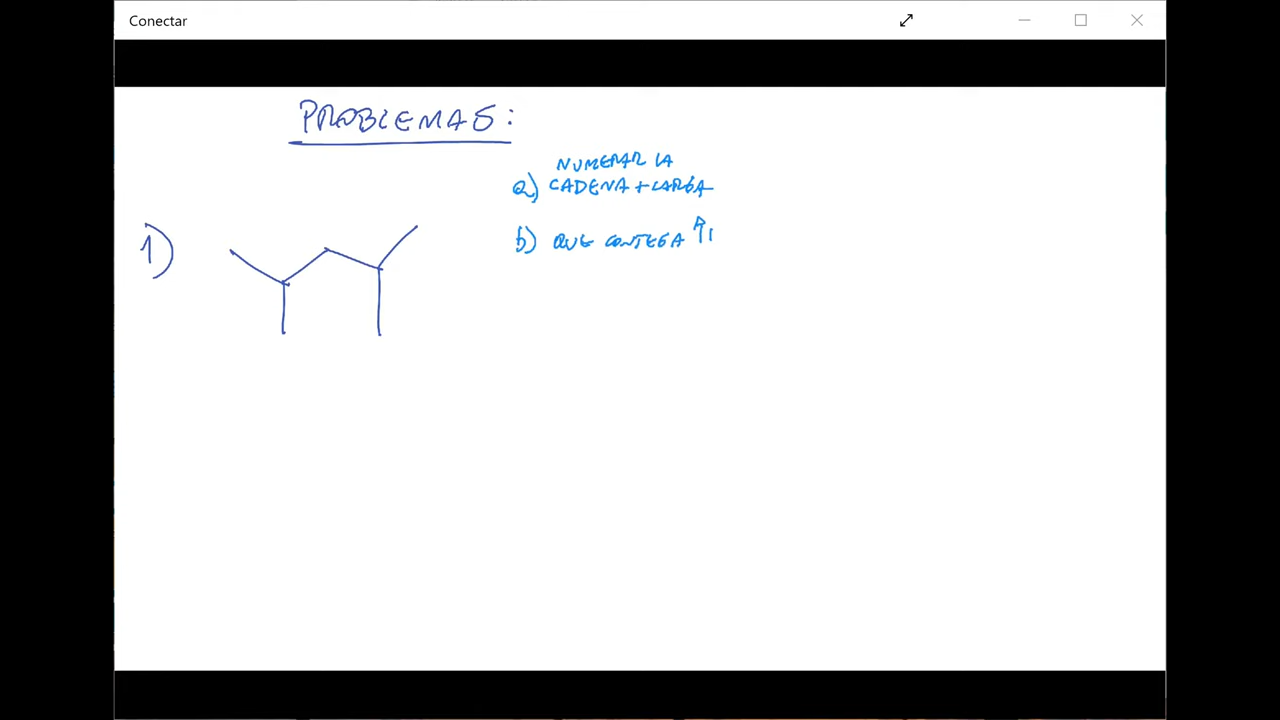 Conectar
PROBLEMAS:
NUMERAR LA
a) CADENA + LARGA
b) QUE CONTEGA ↑
1)